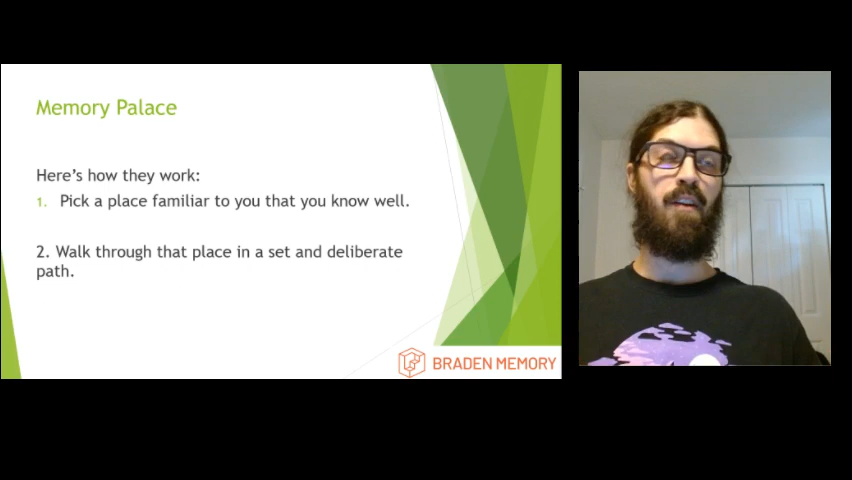 Memory Palace
Here's how they work:
1. Pick a place familiar to you that you know well.
2. Walk through that place in a set and deliberate
path.
BRADEN MEMORY